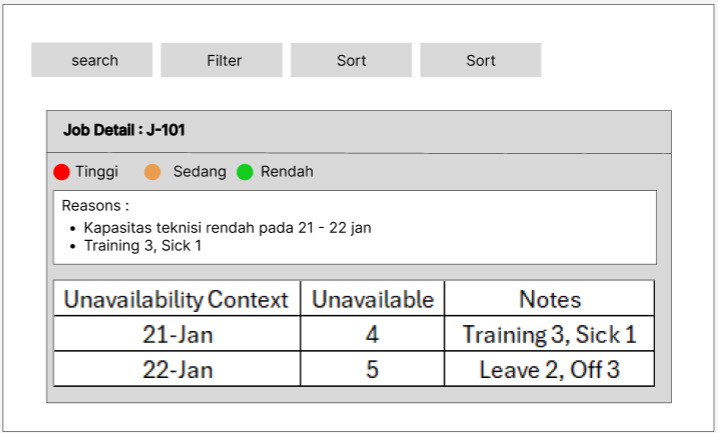 search Filter Sort Sort
Job Detail : J-101
Tinggi Sedang Rendah
Reasons :
• Kapasitas teknisi rendah pada 21 - 22 jan
• Training 3, Sick 1
Unavailability Context Unavailable Notes
21-Jan 4 Training 3, Sick 1
22-Jan 5 Leave 2, Off 3